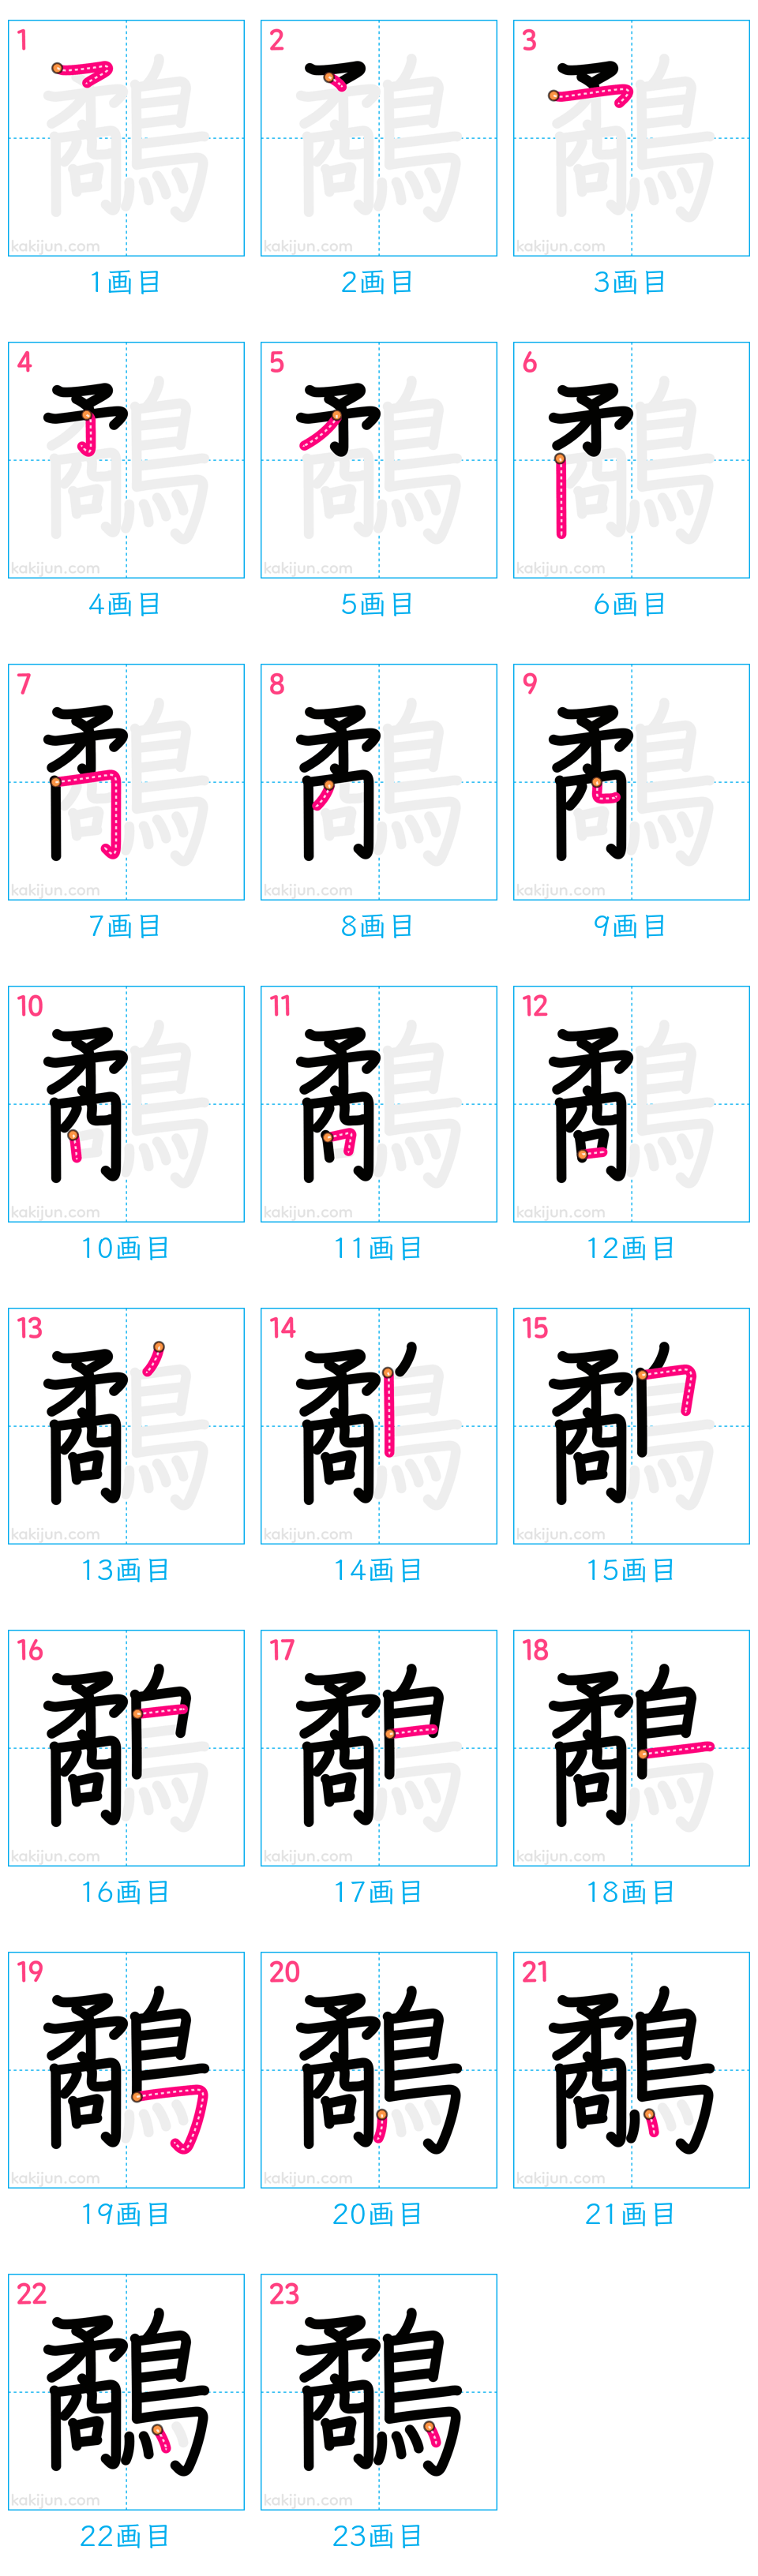 1 2 3
kakijun.com kakijun.com kakijun.com
1画目 2画目 3画目
4 5 6
kakijun.com kakijun.com kakijun.com
4画目 5画目 6画目
7 8 9
kakijun.com kakijun.com kakijun.com
7画目 8画目 9画目
10 11 12
kakijun.com kakijun.com kakijun.com
10画目 11画目 12画目
13 14 15
kakijun.com kakijun.com kakijun.com
13画目 14画目 15画目
16 17 18
kakijun.com kakijun.com kakijun.com
16画目 17画目 18画目
19 20 21
kakijun.com kakijun.com kakijun.com
19画目 20画目 21画目
22 23
鷸
kakijun.com kakijun.com
22画目 23画目